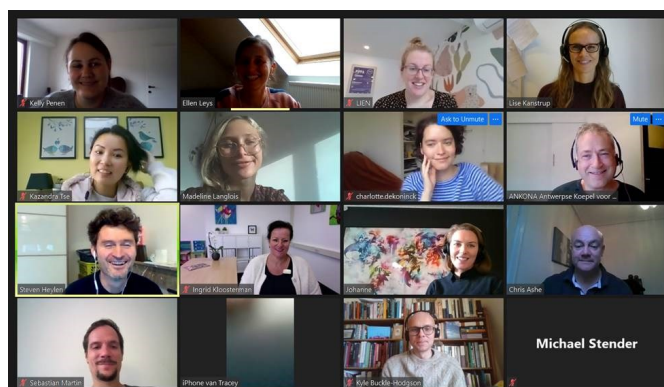 Kelly Penen
Ellen Leys
LIEN
Lise Kanstrup
Kazandra Tse
Madeline Langlois
Ask to Unmute
charlotte.dekoninck
Mute
ANKONA Antwerpse Koepel voor ...
Steven Heylen
Ingrid Kloosterman
Johanne
Chris Ashe
Sebastian Martin
iPhone van Tracey
Kyle Buckle-Hodgson
Michael Stender